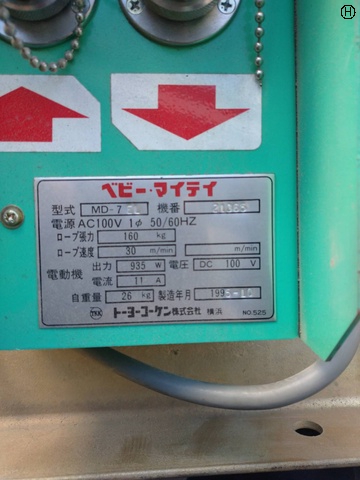 H
ベビー・マイティ
型式 MD-7 機番
電源 AC100V 1φ 50/60HZ
ロープ張力 160 kg
ロープ速度 30 m/min m/min
電動機 出力 935 W 電圧 DC 100 V
電流 11 A
自重量 26 kg 製造年月 199
TKK トーヨーコーケン株式会社 横浜 NO.525